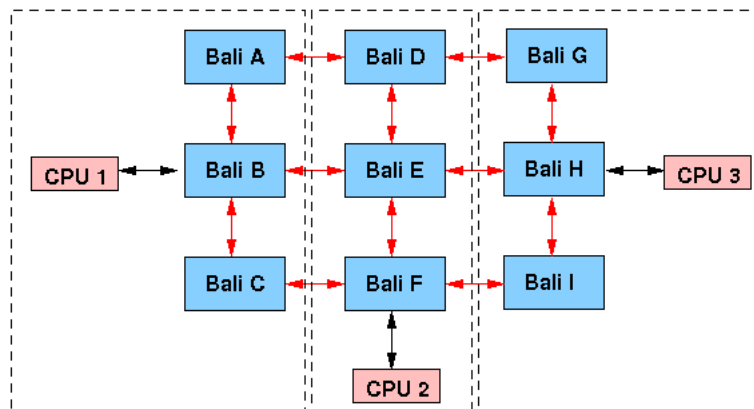 Bali A
Bali D
Bali G
CPU 1
Bali B
Bali E
Bali H
CPU 3
Bali C
Bali F
Bali I
CPU 2